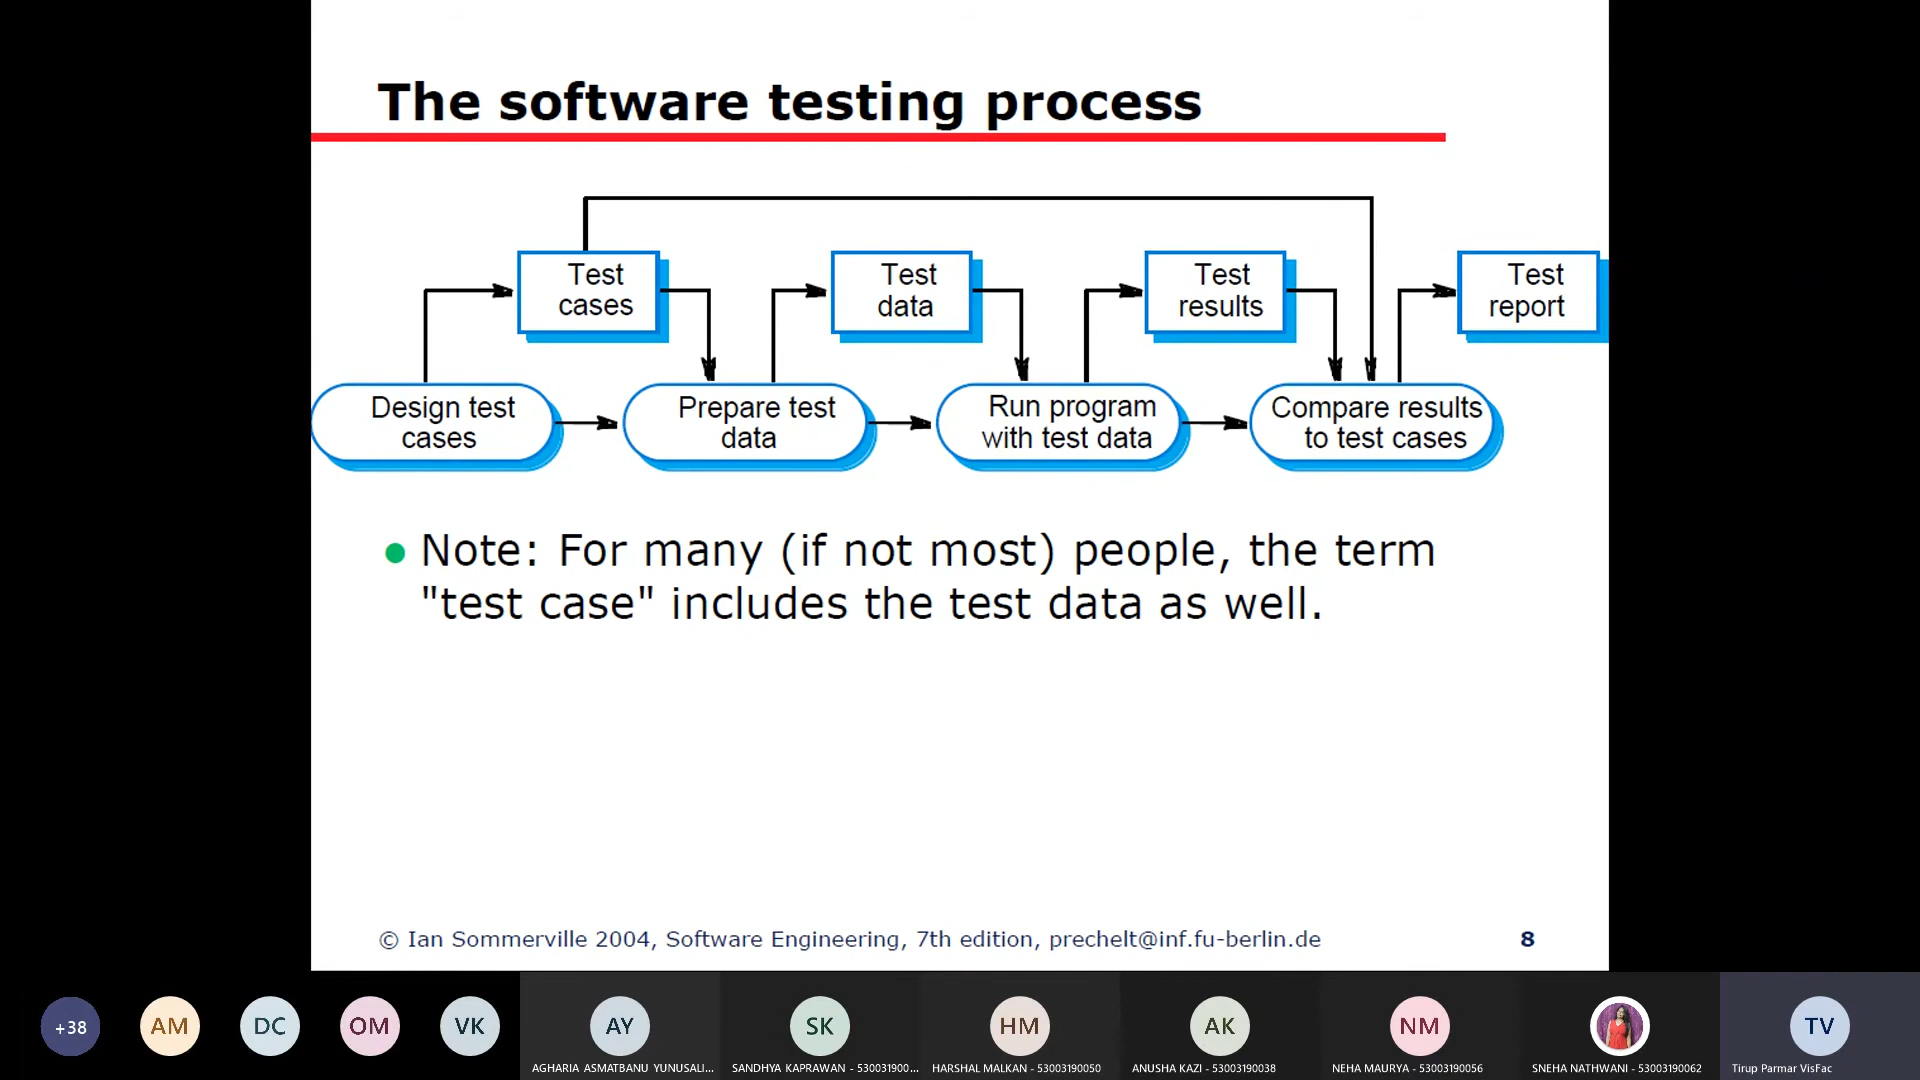 The software testing process
Test
cases
Test
data
Test
results
Test
report
Design test
cases
Prepare test
data
Run program
with test data
Compare results
to test cases
Note: For many (if not most) people, the term
"test case" includes the test data as well.
© Ian Sommerville 2004, Software Engineering, 7th edition, prechelt@inf.fu-berlin.de
8
+38
AM
DC
OM
VK
AY
SK
HM
AK
NM
TV
AGHARIA ASMATBANU YUNUSALI...
SANDHYA KAPRAWAN - 530031900...
HARSHAL MALKAN - 53003190050
ANUSHA KAZI - 53003190038
NEHA MAURYA - 53003190056
SNEHA NATHWANI - 53003190062
Tirup Parmar VisFac